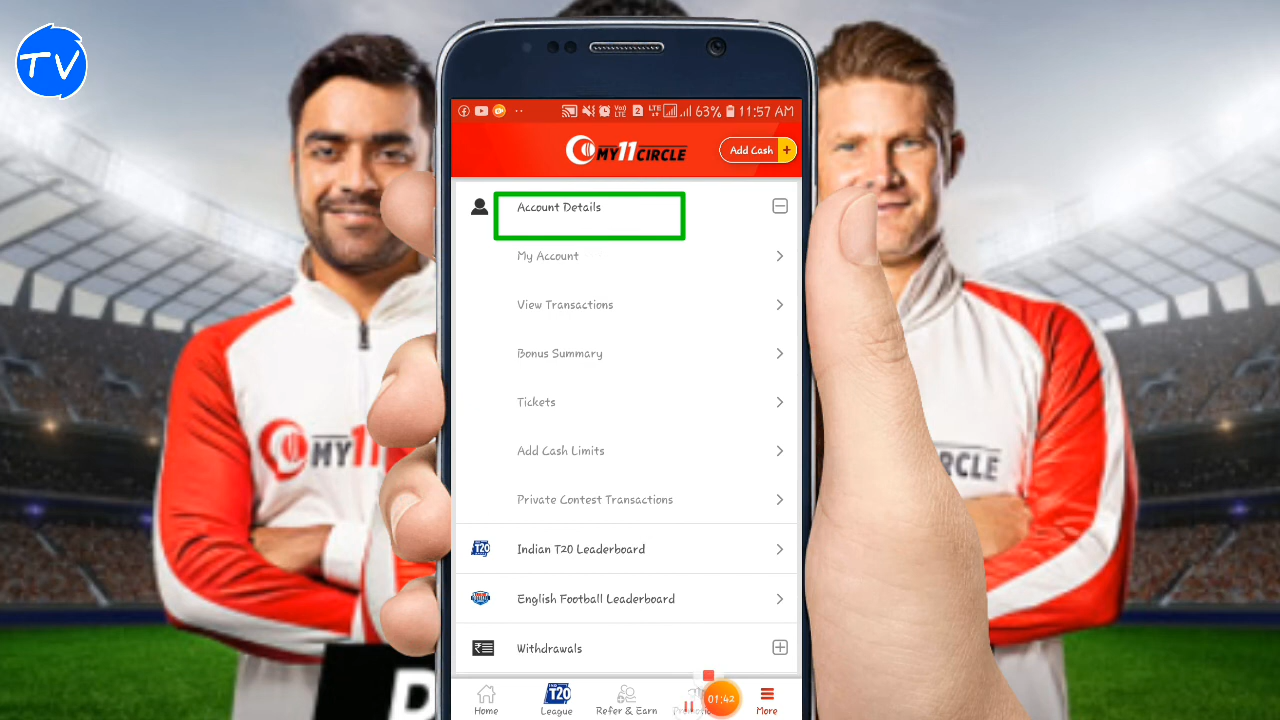 TV
63% 11:57 AM
MY11CIRCLE
Add Cash +
Account Details
My Account
View Transactions
Bonus Summary
Tickets
Add Cash Limits
Private Contest Transactions
T20 Indian T20 Leaderboard
English Football Leaderboard
₹ Withdrawals
MY11
RCLE
T20
01:42
Home League Refer & Earn More